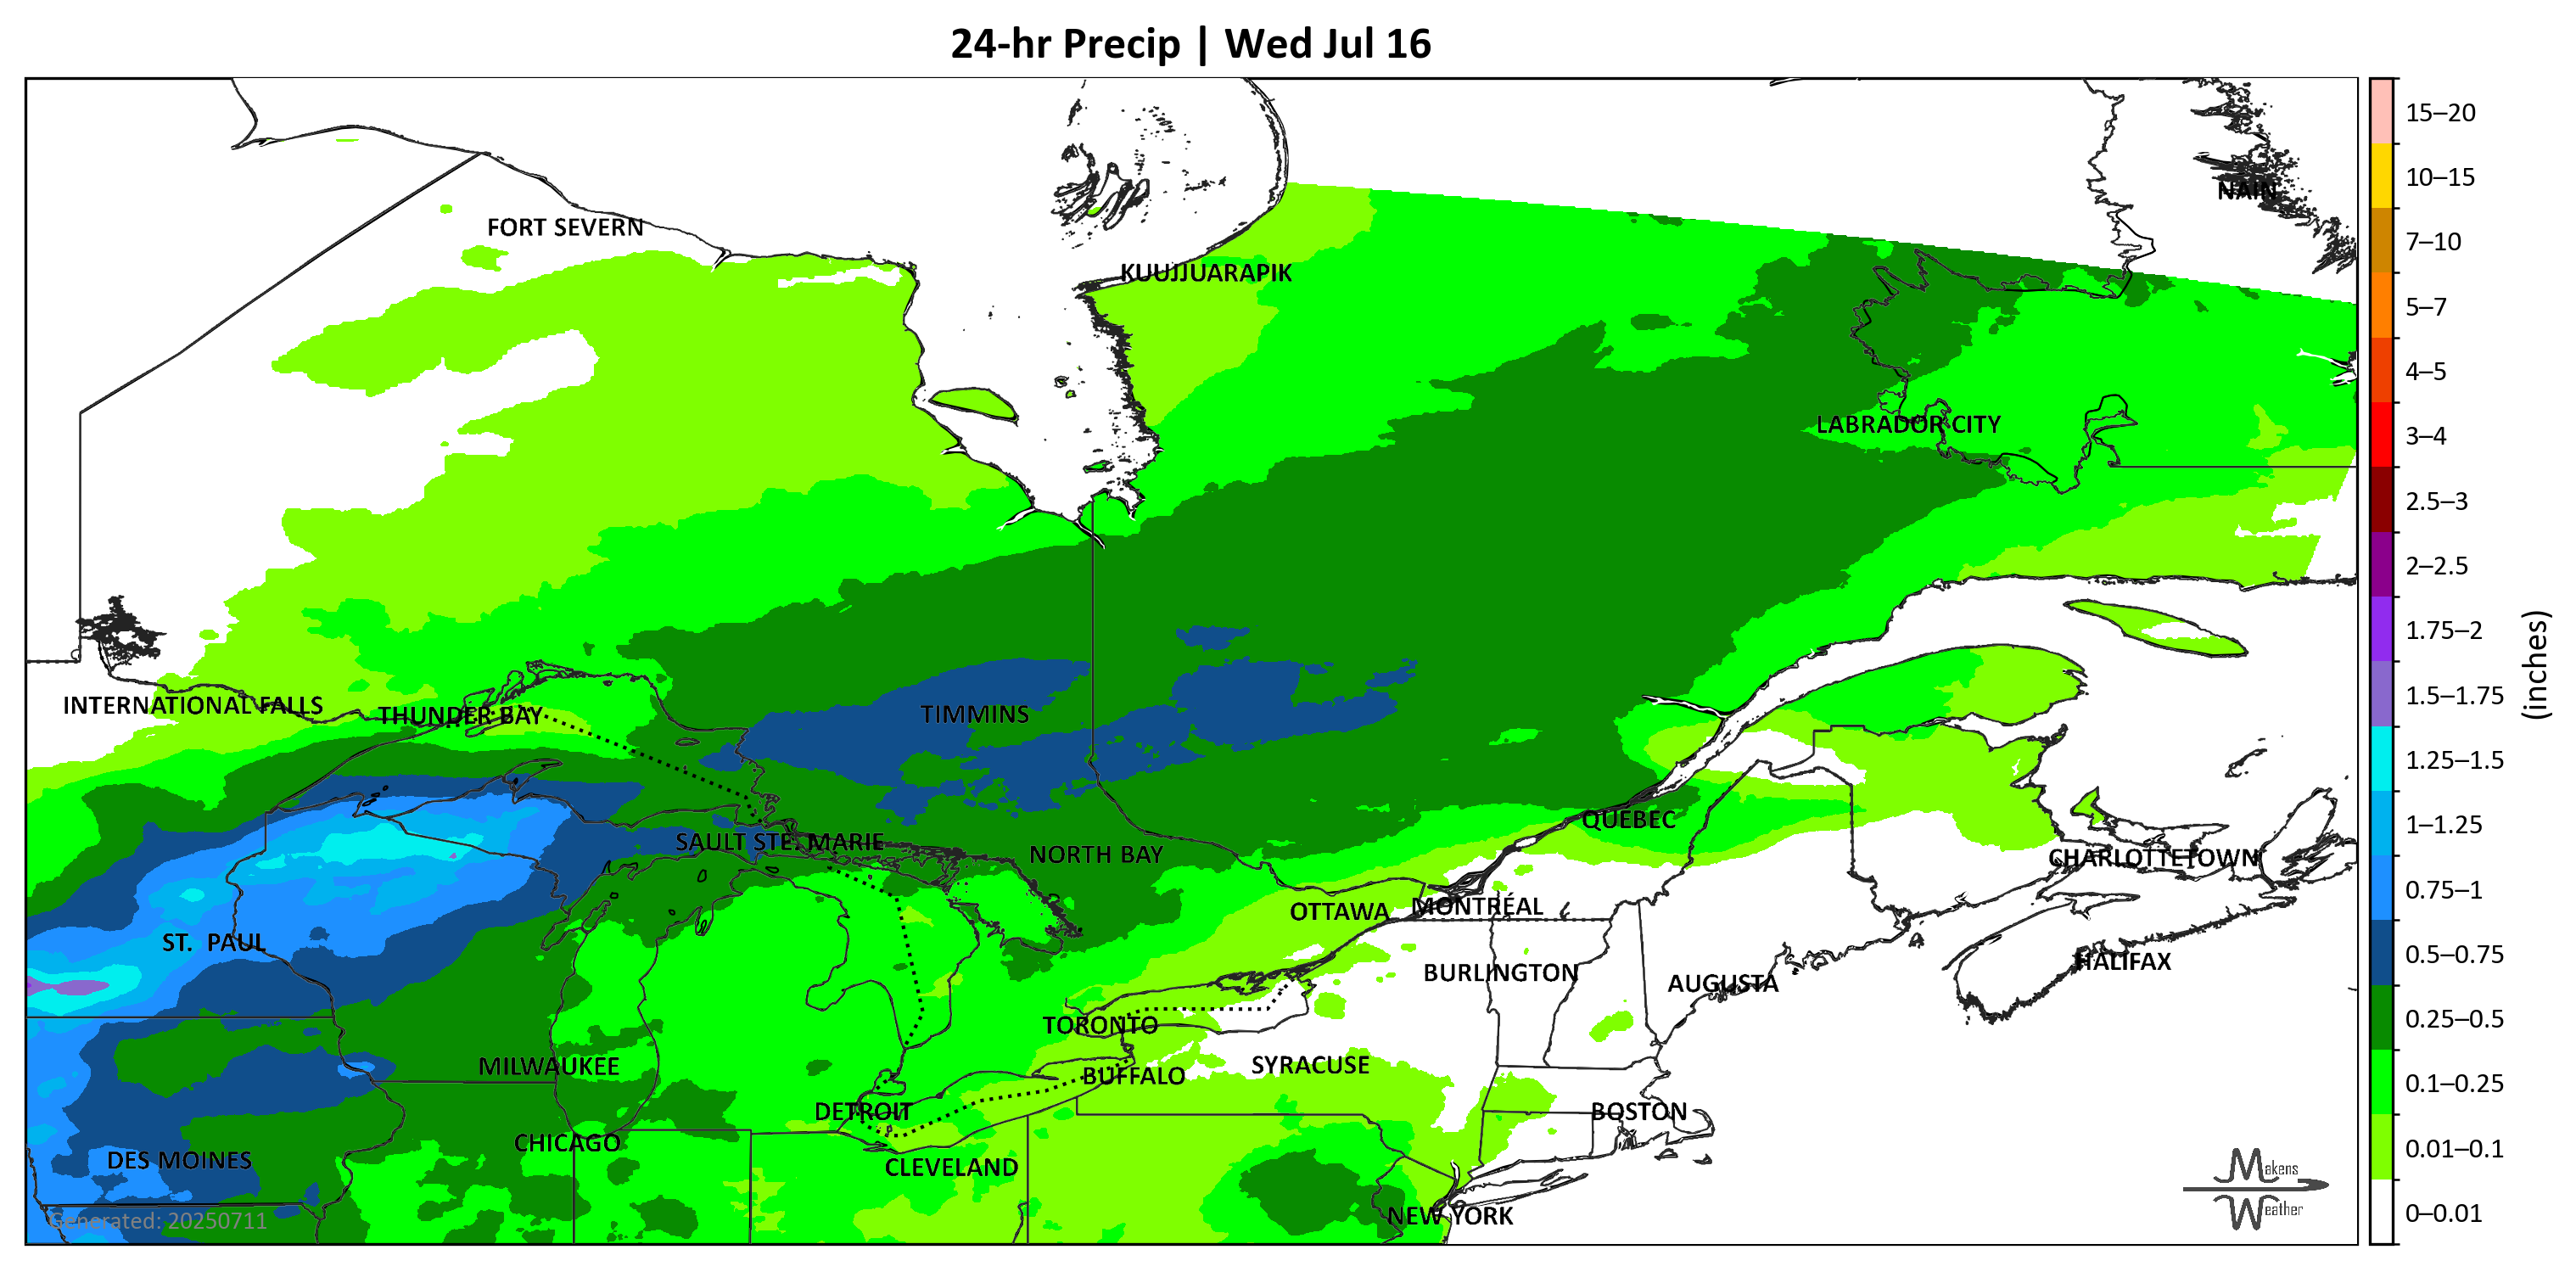 24-hr Precip | Wed Jul 16
15–20
10–15
NAIN
FORT SEVERN
7–10
KUUJJUARAPIK
5–7
4–5
LABRADOR CITY
3–4
2.5–3
2–2.5
1.75–2
(inches)
1.5–1.75
INTERNATIONAL FALLS
THUNDER BAY
TIMMINS
1.25–1.5
QUEBEC
1–1.25
SAULT STE. MARIE
NORTH BAY
CHARLOTTETOWN
0.75–1
OTTAWA
MONTRÉAL
ST. PAUL
0.5–0.75
HALIFAX
BURLINGTON
AUGUSTA
0.25–0.5
TORONTO
MILWAUKEE
SYRACUSE
BUFFALO
0.1–0.25
DETROIT
BOSTON
CHICAGO
0.01–0.1
DES MOINES
CLEVELAND
Makens
Weather
0–0.01
NEW YORK
Generated: 20250711